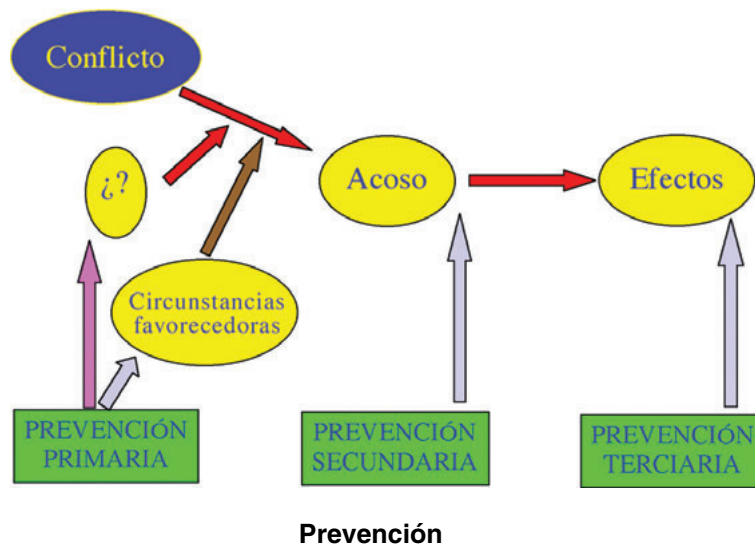 Conflicto
¿?
Acoso
Efectos
Circunstancias
favorecedoras
PREVENCIÓN
PRIMARIA
PREVENCIÓN
SECUNDARIA
PREVENCIÓN
TERCIARIA
Prevención